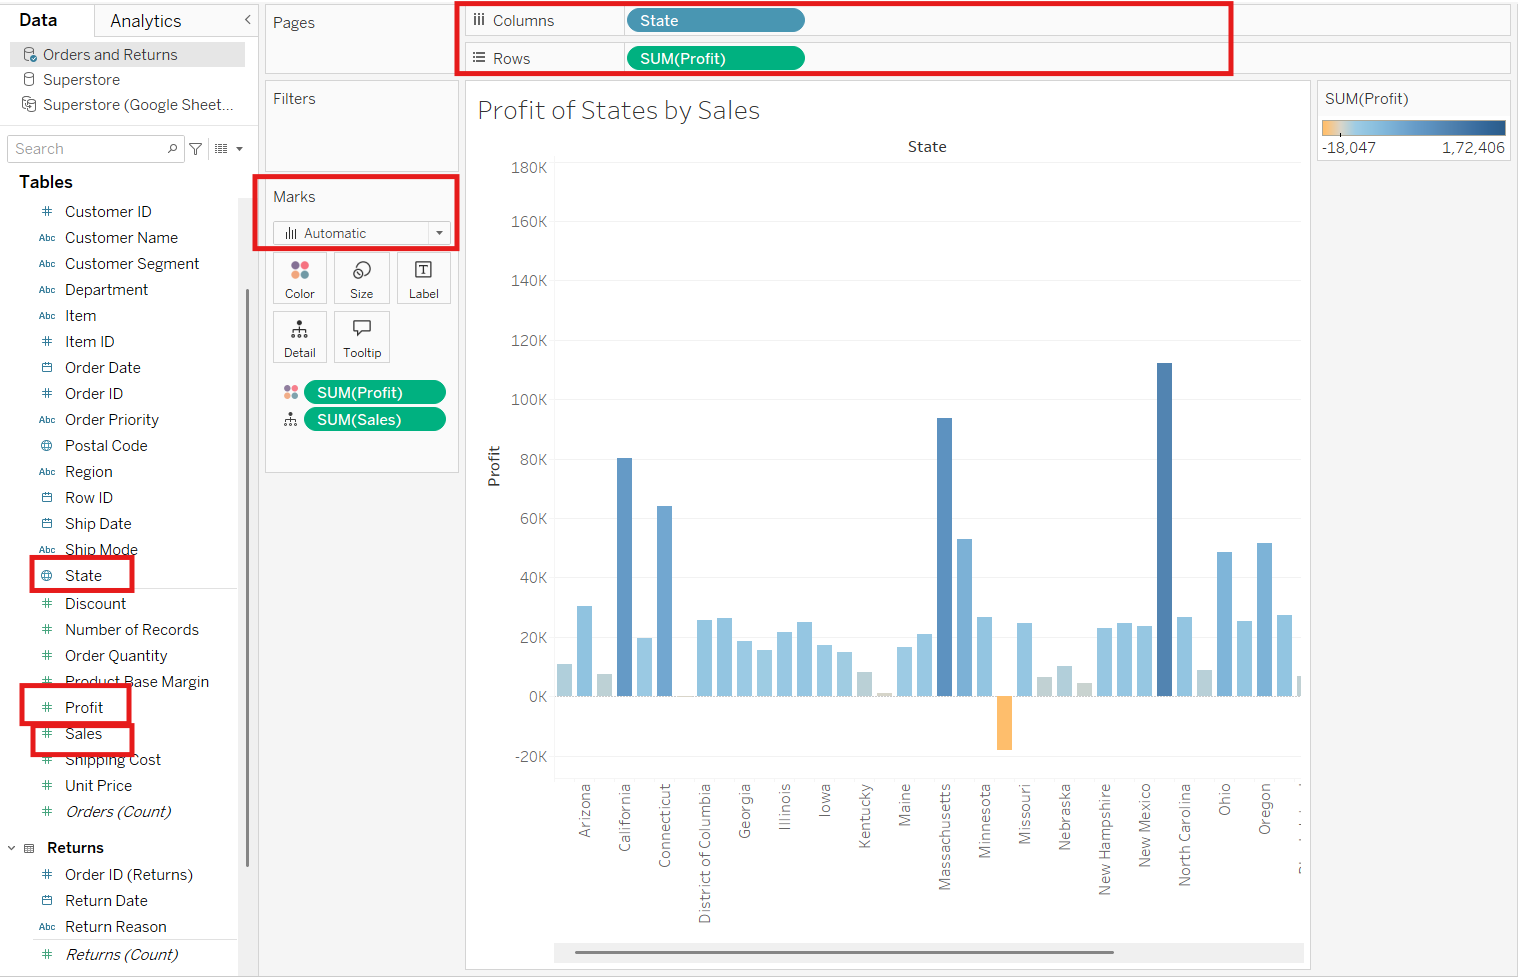 Data
Analytics
Orders and Returns
Superstore
Superstore (Google Sheet...
Search
Tables
# Customer ID
Abc Customer Name
Abc Customer Segment
Abc Department
Abc Item
# Item ID
Order Date
# Order ID
Abc Order Priority
Postal Code
Abc Region
Row ID
Ship Date
Abc Ship Mode
State
# Discount
# Number of Records
# Order Quantity
# Product Base Margin
# Profit
# Sales
# Shipping Cost
# Unit Price
# Orders (Count)
Returns
# Order ID (Returns)
Return Date
Abc Return Reason
# Returns (Count)
Pages
Filters
Marks
Automatic
Color
Size
Label
Detail
Tooltip
SUM(Profit)
SUM(Sales)
Columns
State
Rows
SUM(Profit)
Profit of States by Sales
State
180K
160K
140K
120K
100K
80K
60K
40K
20K
0K
-20K
Profit
Arizona
California
Connecticut
District of Columbia
Georgia
Illinois
Iowa
Kentucky
Maine
Massachusetts
Minnesota
Missouri
Nebraska
New Hampshire
New Mexico
North Carolina
Ohio
Oregon
SUM(Profit)
-18,047
1,72,406